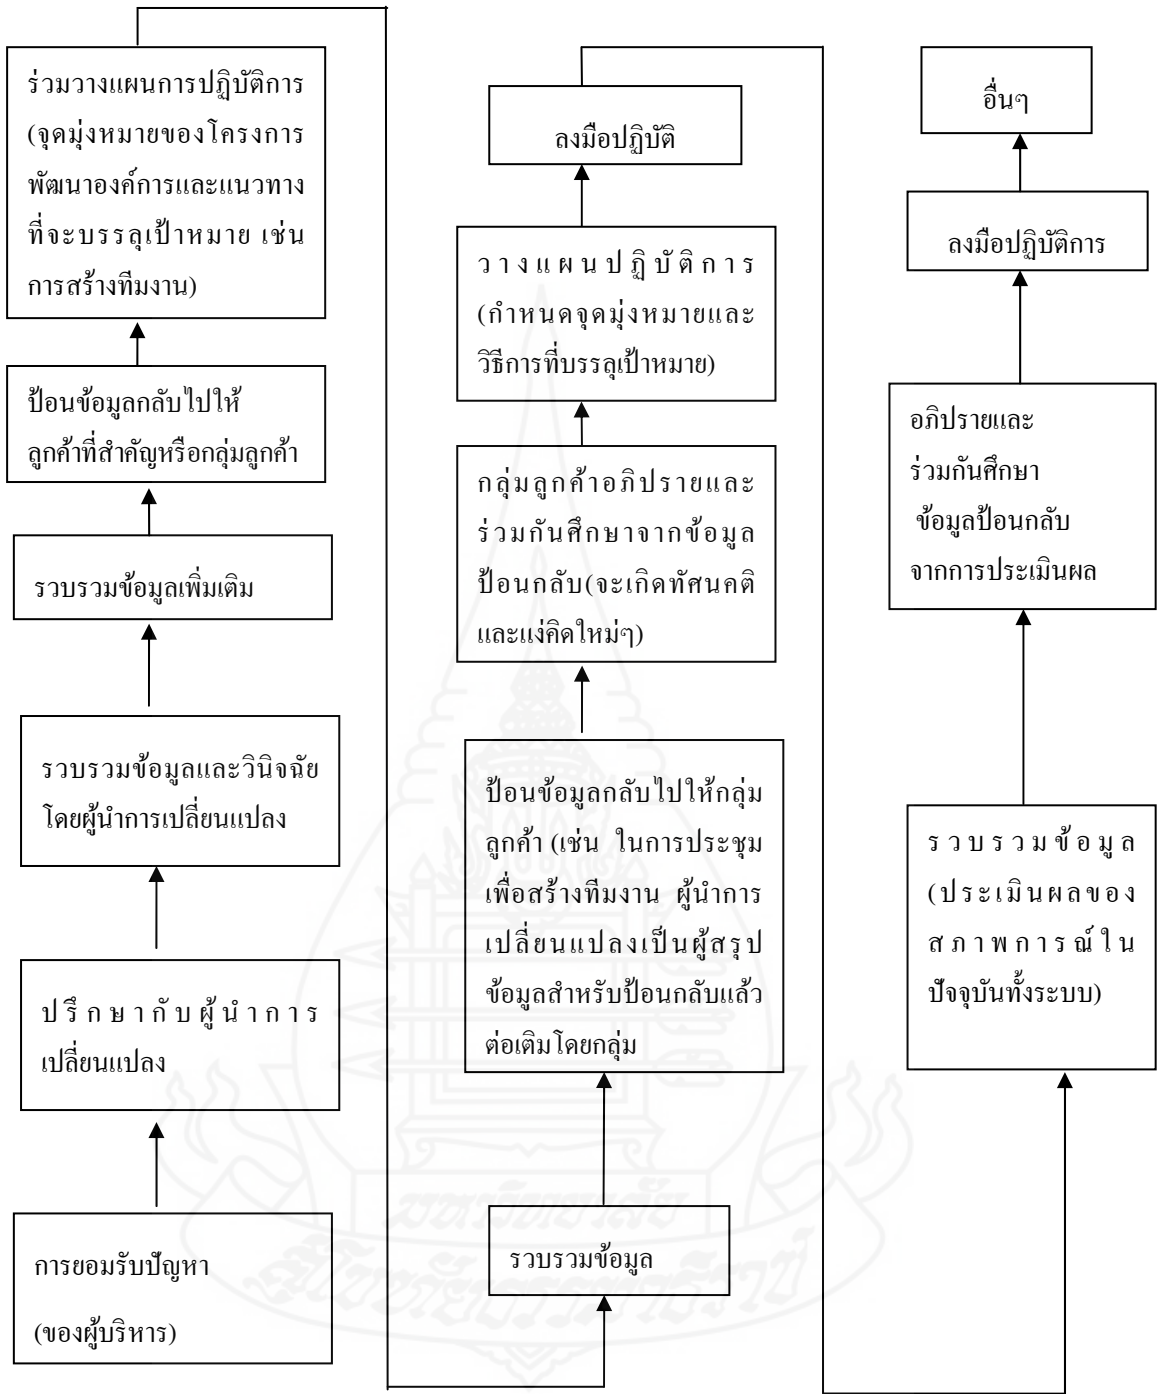 ร่วมวางแผนการปฏิบัติการ
(จุดมุ่งหมายของโครงการ
พัฒนาองค์การและแนวทาง
ที่จะบรรลุเป้าหมาย เช่น
การสร้างทีมงาน)
ป้อนข้อมูลกลับไปให้
ลูกค้าที่สำคัญหรือกลุ่มลูกค้า
รวบรวมข้อมูลเพิ่มเติม
รวบรวมข้อมูลและวินิจฉัย
โดยผู้นำการเปลี่ยนแปลง
ปรึกษากับผู้นำการ
เปลี่ยนแปลง
การยอมรับปัญหา
(ของผู้บริหาร)
ลงมือปฏิบัติ
วางแผนปฏิบัติการ
(กำหนดจุดมุ่งหมายและ
วิธีการที่บรรลุเป้าหมาย)
กลุ่มลูกค้าอภิปรายและ
ร่วมกันศึกษาจากข้อมูล
ป้อนกลับ(จะเกิดทัศนคติ
และแง่คิดใหม่ๆ)
ป้อนข้อมูลกลับไปให้กลุ่ม
ลูกค้า (เช่น ในการประชุม
เพื่อสร้างทีมงาน ผู้นำการ
เปลี่ยนแปลงเป็นผู้สรุป
ข้อมูลสำหรับป้อนกลับแล้ว
ต่อเติมโดยกลุ่ม
รวบรวมข้อมูล
อื่นๆ
ลงมือปฏิบัติการ
อภิปรายและ
ร่วมกันศึกษา
ข้อมูลป้อนกลับ
จากการประเมินผล
รวบรวมข้อมูล
(ประเมินผลของ
สภาพการณ์ใน
ปัจจุบันทั้งระบบ)
มหาวิทยาลัย
สุโขทัยธรรมาธิราช